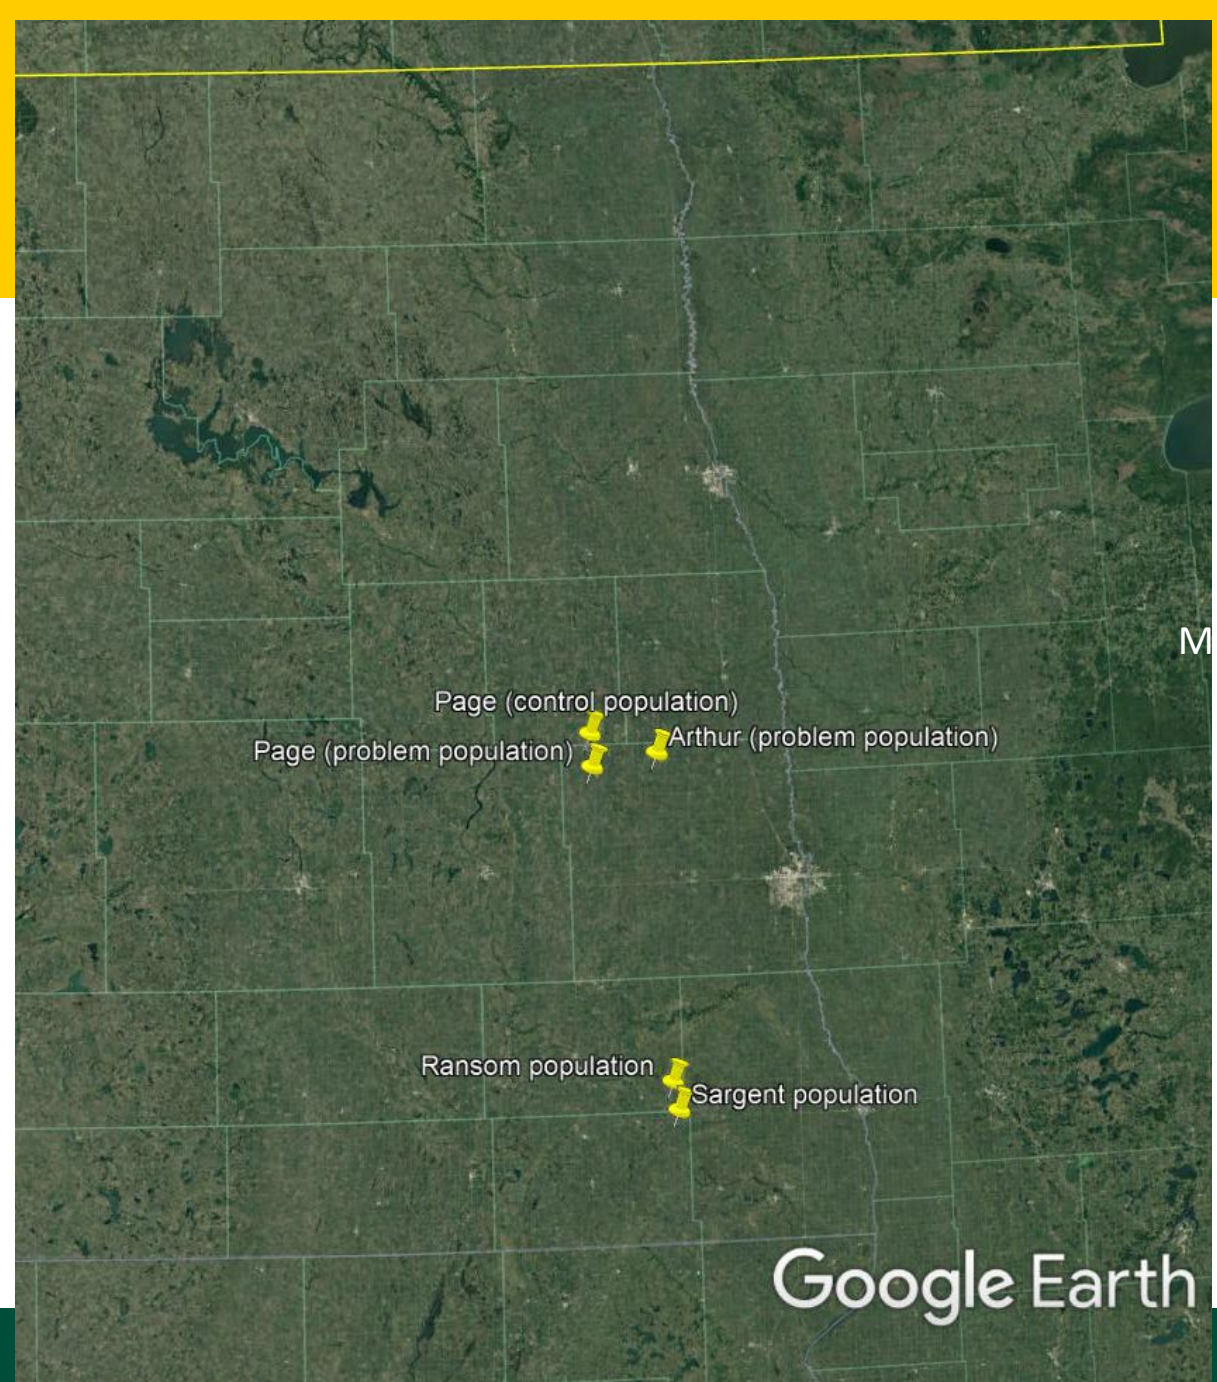 M
Page (control population)
Arthur (problem population)
Page (problem population)
Ransom population
Sargent population
Google Earth